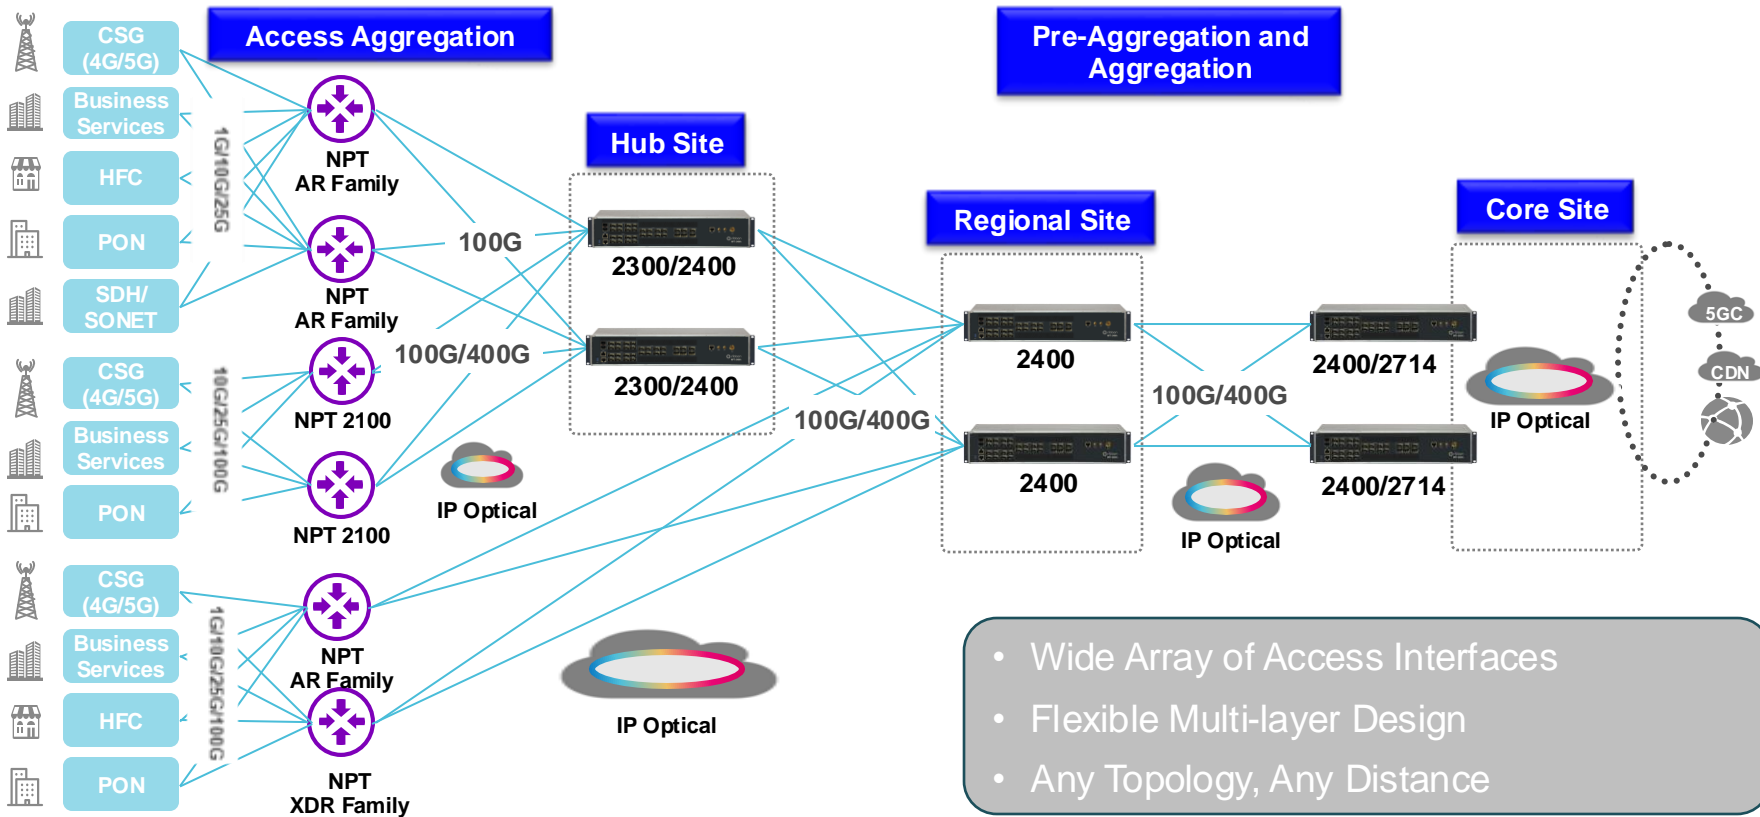 Access Aggregation
Pre-Aggregation and
Aggregation
Hub Site
Regional Site
Core Site
CSG
(4G/5G)
Business
Services
HFC
PON
SDH/
SONET
1G/10G/25G
NPT
AR Family
NPT
AR Family
100G
2300/2400
2300/2400
CSG
(4G/5G)
Business
Services
PON
10G/25G/100G
NPT 2100
NPT 2100
100G/400G
IP Optical
CSG
(4G/5G)
Business
Services
HFC
PON
1G/10G/25G/100G
NPT
AR Family
NPT
XDR Family
IP Optical
100G/400G
2400
2400
100G/400G
IP Optical
2400/2714
2400/2714
IP Optical
5GC
CDN
• Wide Array of Access Interfaces
• Flexible Multi-layer Design
• Any Topology, Any Distance